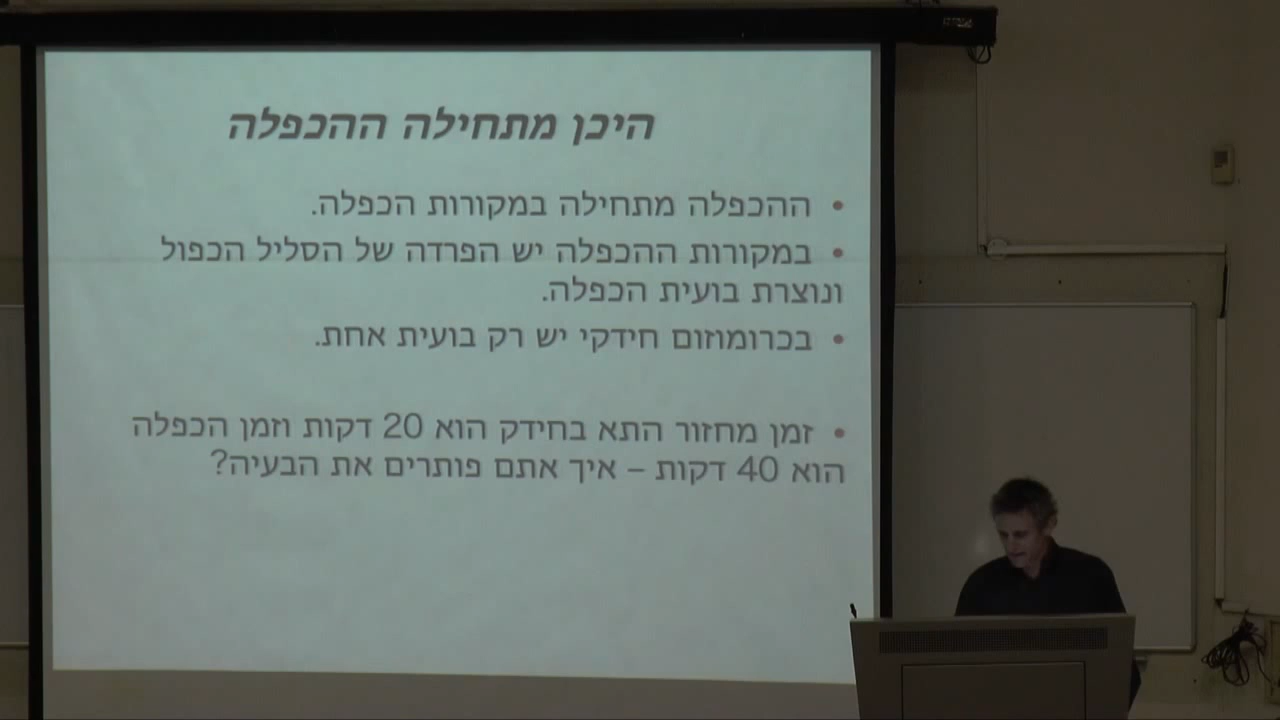 היכן מתחילה ההכפלה
• ההכפלה מתחילה במקורות הכפלה.
• במקורות ההכפלה יש הפרדה של הסליל הכפול
ונוצרת בועית הכפלה.
• בכרומוזום חידקי יש רק בועית אחת.
• זמן מחזור התא בחידק הוא 20 דקות וזמן הכפלה
הוא 40 דקות – איך אתם פותרים את הבעיה?